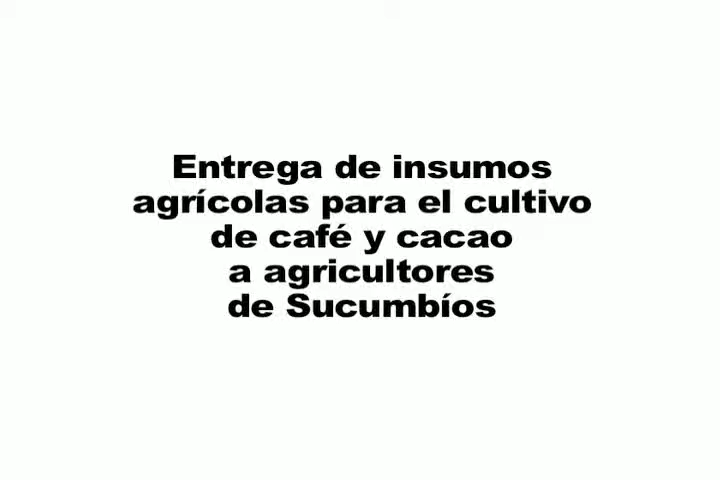 Entrega de insumos
agrícolas para el cultivo
de café y cacao
a agricultores
de Sucumbíos